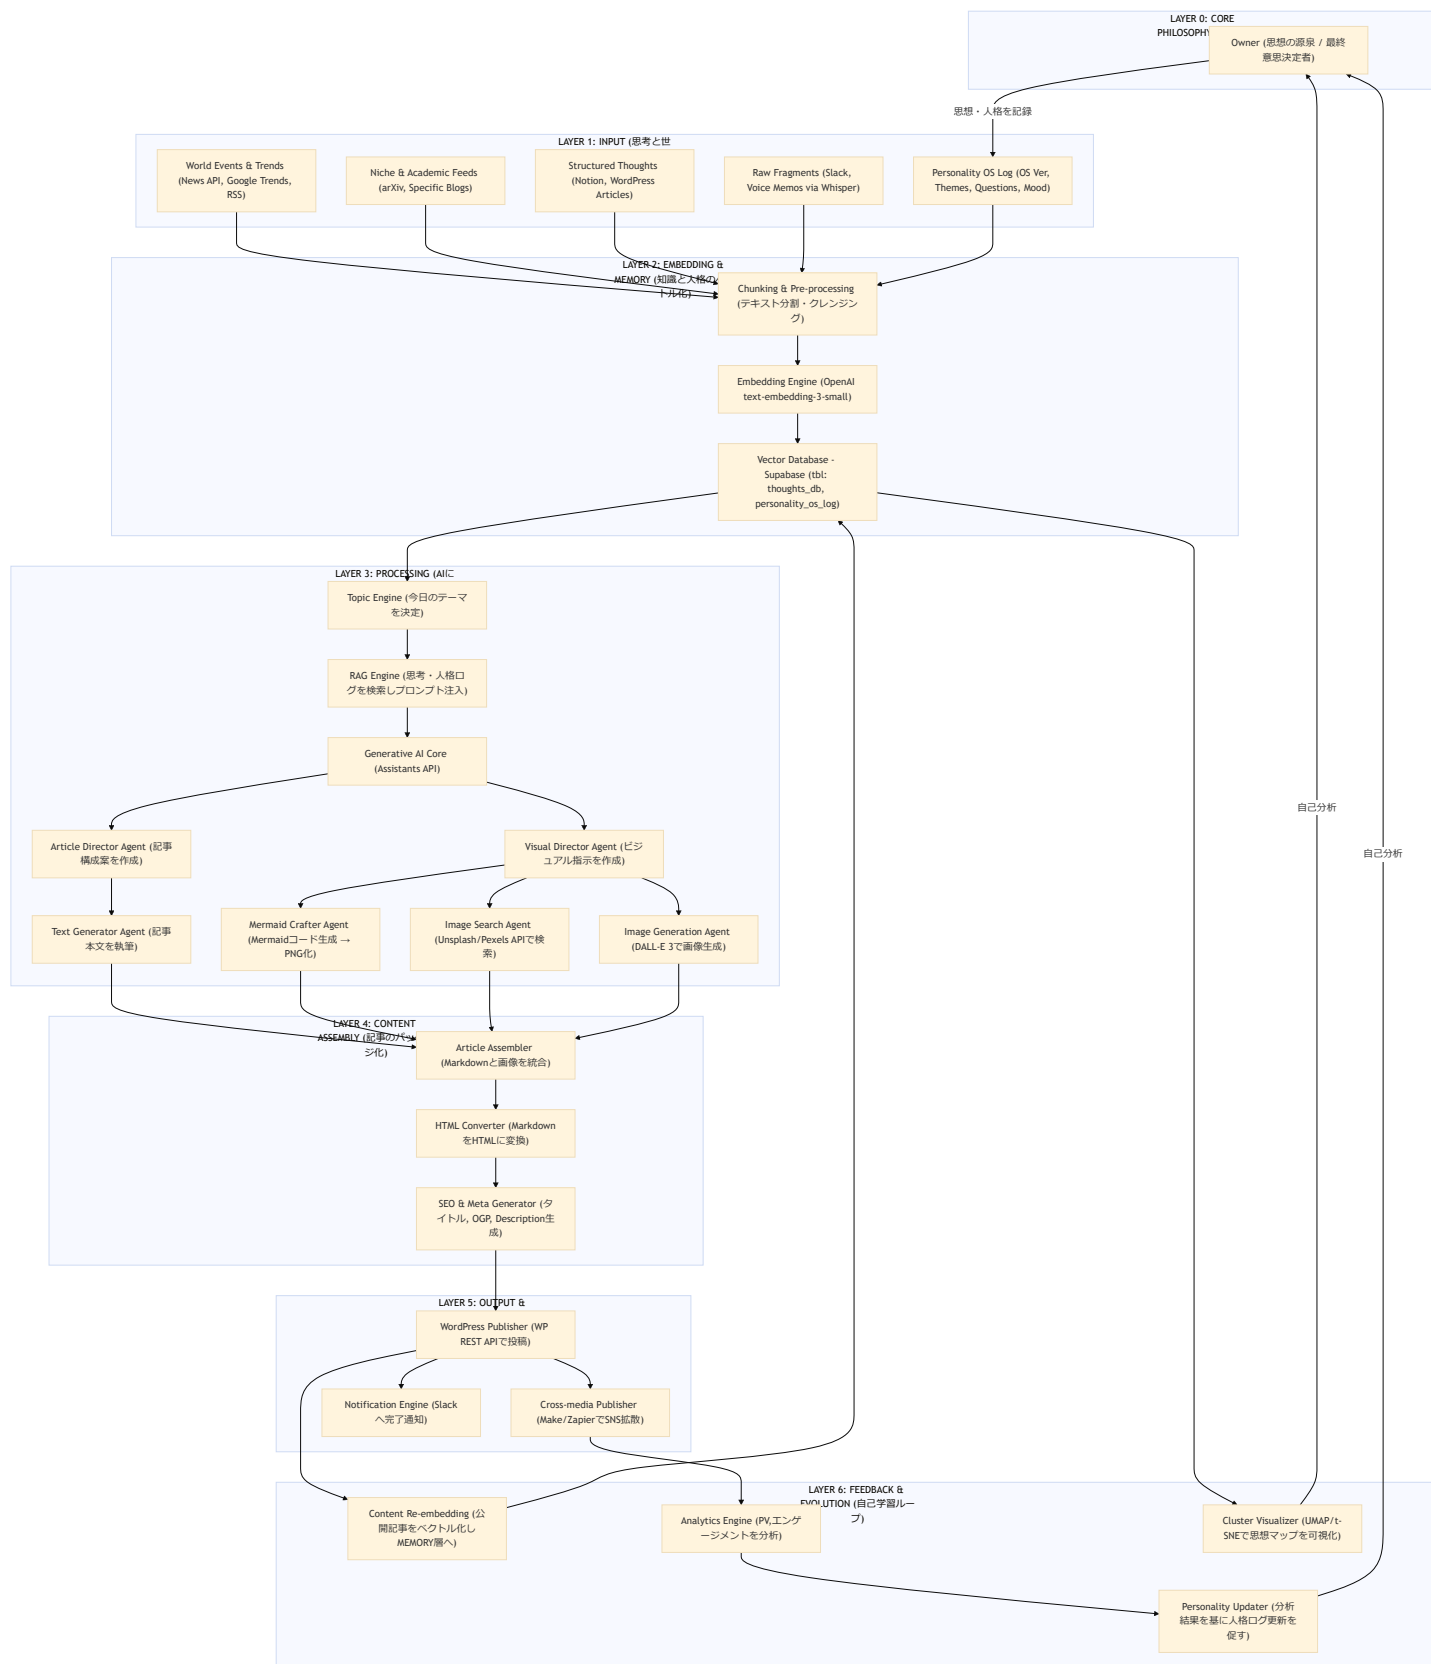 LAYER 0: CORE
PHILOSOPHY
Owner (思想の源泉 / 最終
意思決定者)
思想・人格を記録
LAYER 1: INPUT (思考と世
World Events & Trends
(News API, Google Trends,
RSS)
Niche & Academic Feeds
(arXiv, Specific Blogs)
Structured Thoughts
(Notion, WordPress
Articles)
Raw Fragments (Slack,
Voice Memos via Whisper)
Personality OS Log (OS Ver,
Themes, Questions, Mood)
LAYER 2: EMBEDDING &
MEMORY (知識と人格の
トル化)
Chunking & Pre-processing
(テキスト分割・クレンジン
グ)
Embedding Engine (OpenAI
text-embedding-3-small)
Vector Database -
Supabase (tbl:
thoughts_db,
personality_os_log)
LAYER 3: PROCESSING (AIに
Topic Engine (今日のテーマ
を決定)
RAG Engine (思考・人格ロ
グを検索しプロンプト注入)
Generative AI Core
(Assistants API)
Article Director Agent (記事
構成案を作成)
Visual Director Agent (ビジ
ュアル指示を作成)
Text Generator Agent (記事
本文を執筆)
Mermaid Crafter Agent
(Mermaidコード生成 →
PNG化)
Image Search Agent
(Unsplash/Pexels APIで検
索)
Image Generation Agent
(DALL-E 3で画像生成)
自己分析
自己分析
LAYER 4: CONTENT
ASSEMBLY (記事のパッ
ジ化)
Article Assembler
(Markdownと画像を統合)
HTML Converter (Markdown
をHTMLに変換)
SEO & Meta Generator (タ
イトル, OGP, Description生
成)
LAYER 5: OUTPUT &
WordPress Publisher (WP
REST APIで投稿)
Notification Engine (Slack
へ完了通知)
Cross-media Publisher
(Make/ZapierでSNS拡散)
LAYER 6: FEEDBACK &
EVOLUTION (自己学習ルー
プ)
Content Re-embedding (公
開記事をベクトル化し
MEMORY層へ)
Analytics Engine (PV,エンゲ
ージメントを分析)
Cluster Visualizer (UMAP/t-
SNEで思想マップを可視化)
Personality Updater (分析
結果を基に人格ログ更新を
促す)